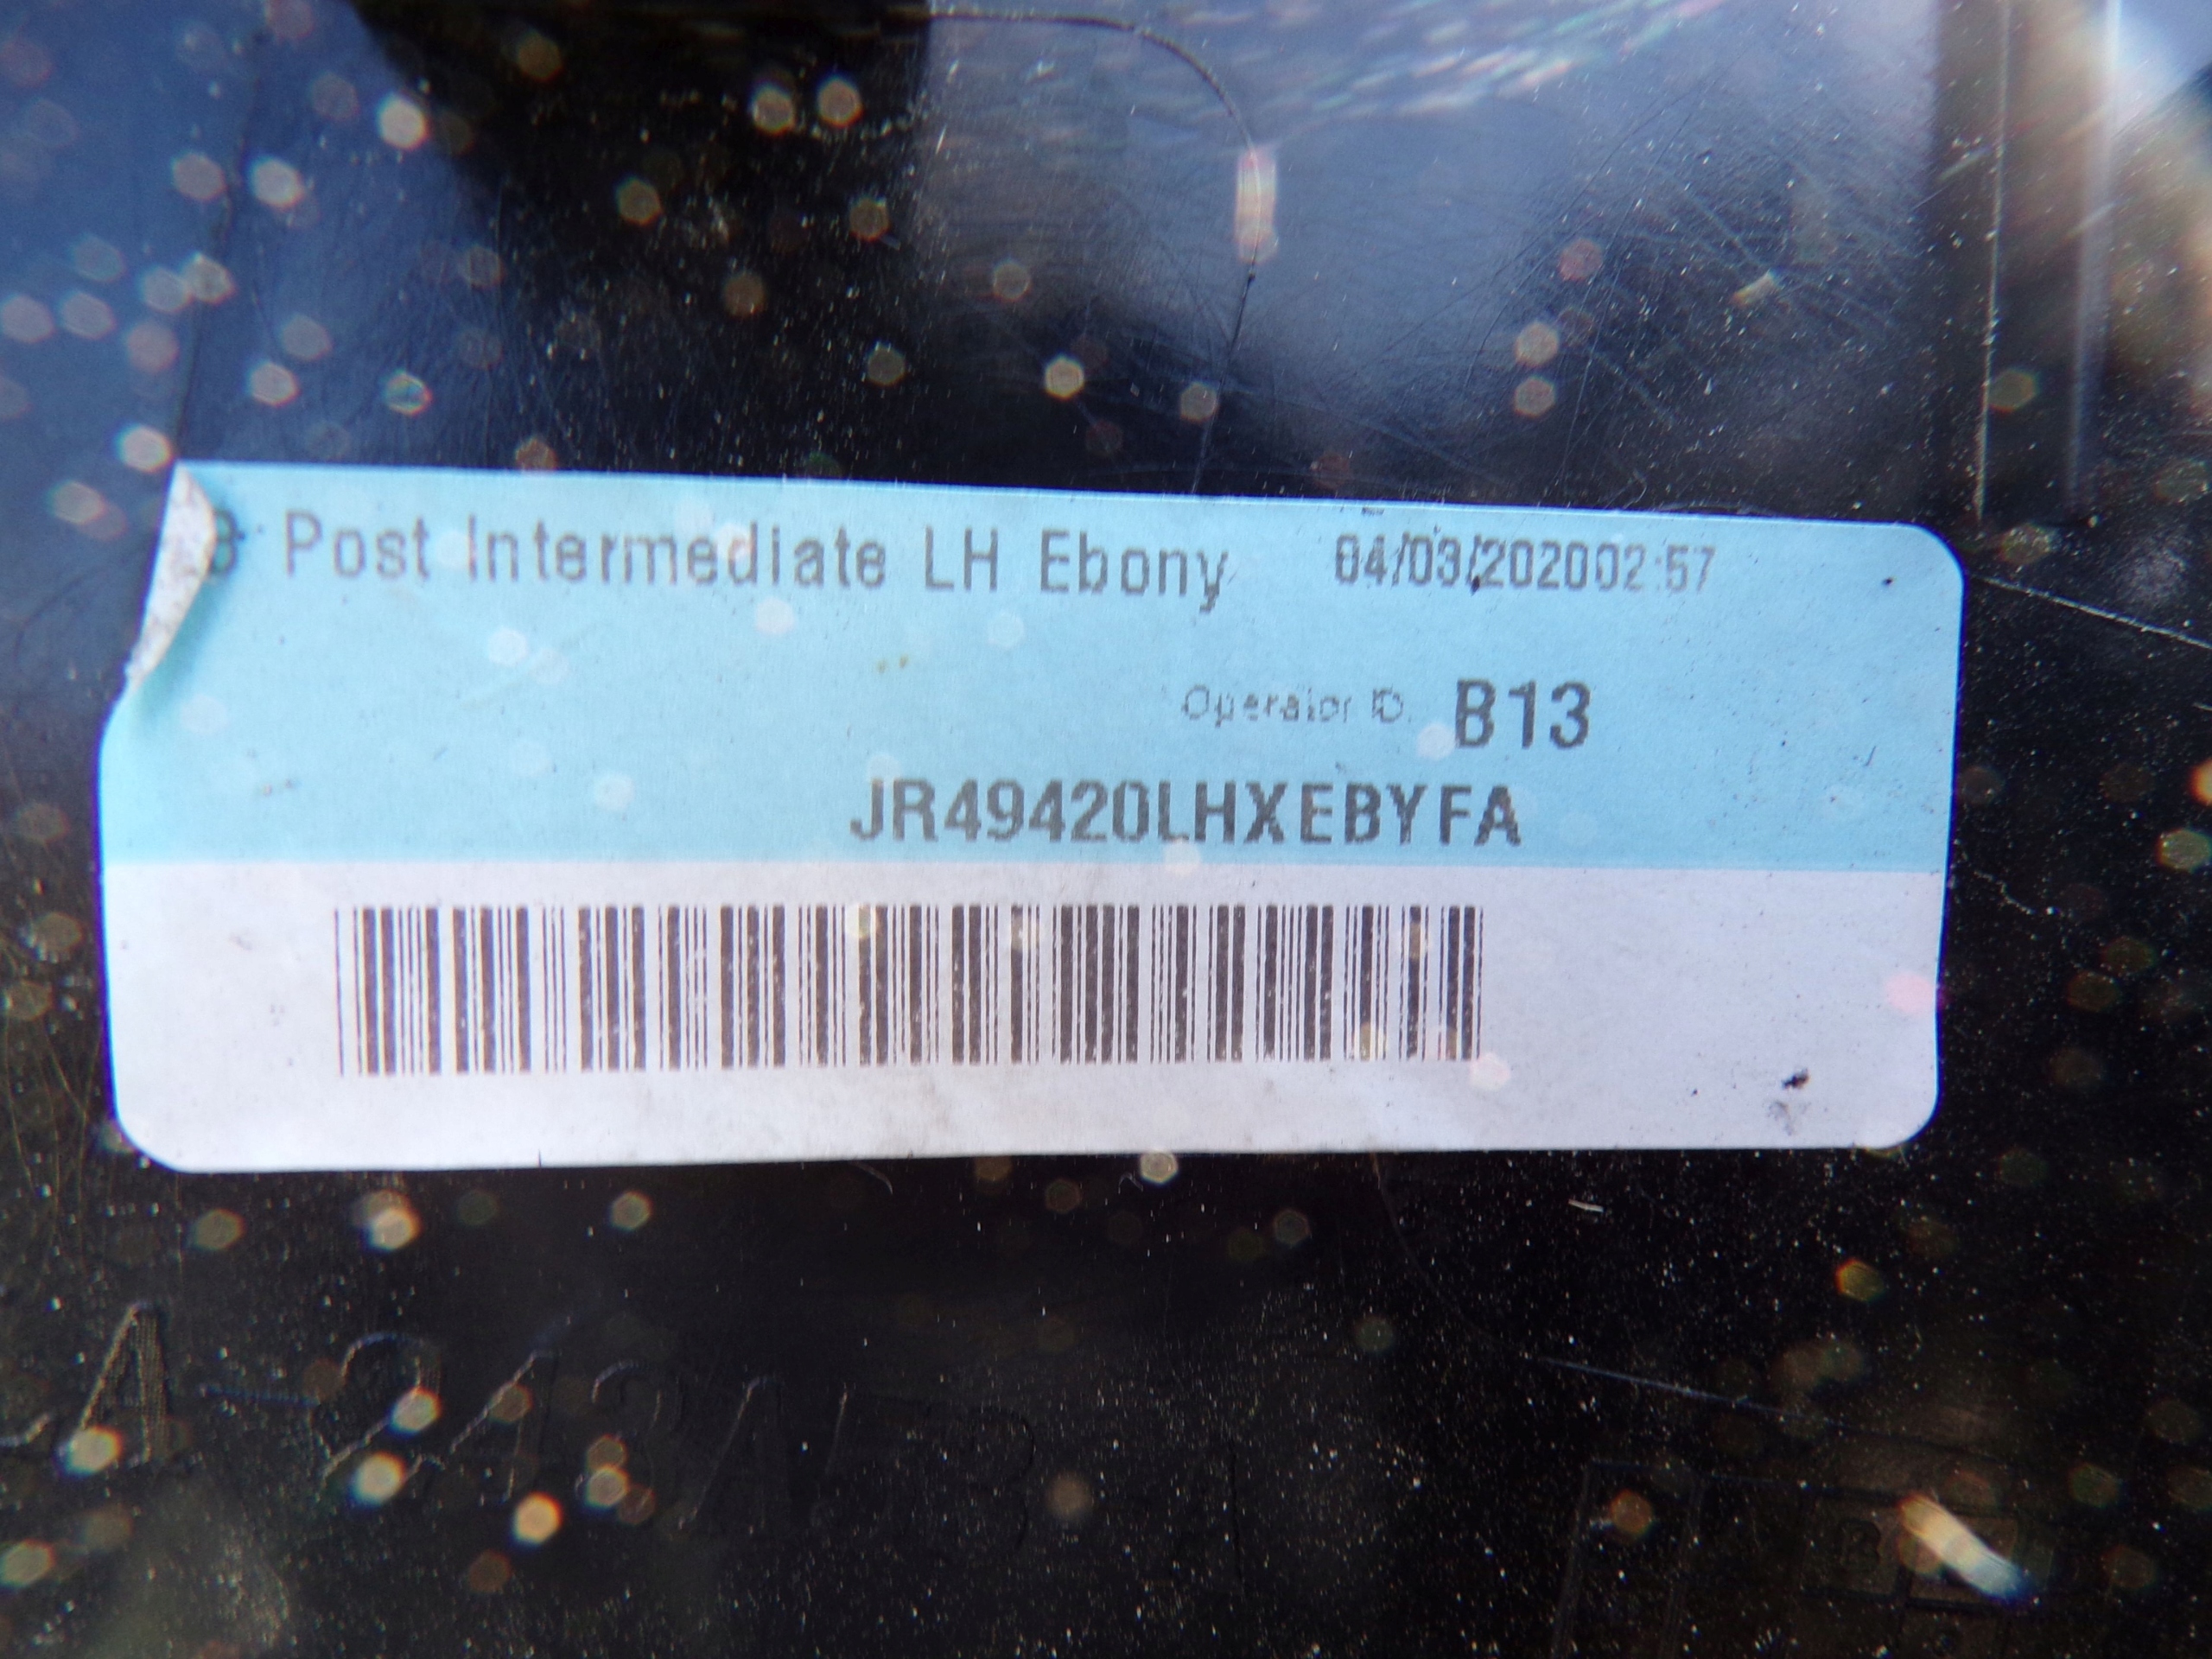 B Post Intermediate LH Ebony 04/03/202002:57
Operator ID. B13
JR49420LHXEBYFA